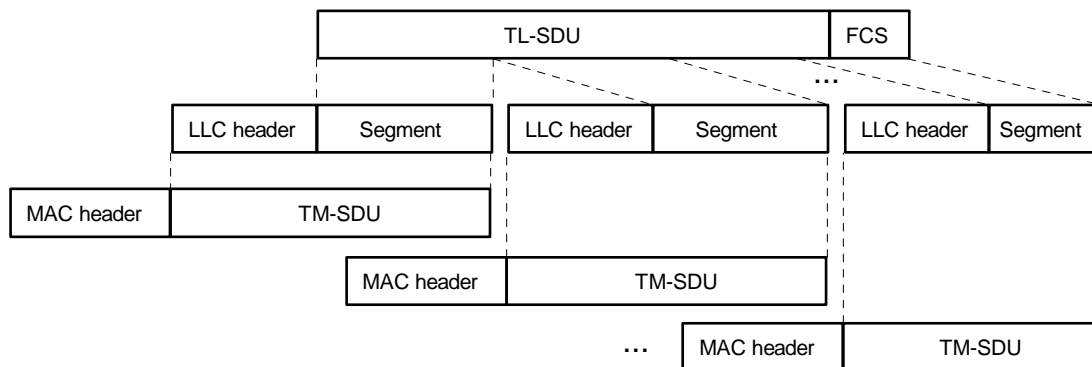 TL-SDU FCS
...
LLC header Segment LLC header Segment LLC header Segment
MAC header TM-SDU
MAC header TM-SDU
... MAC header TM-SDU